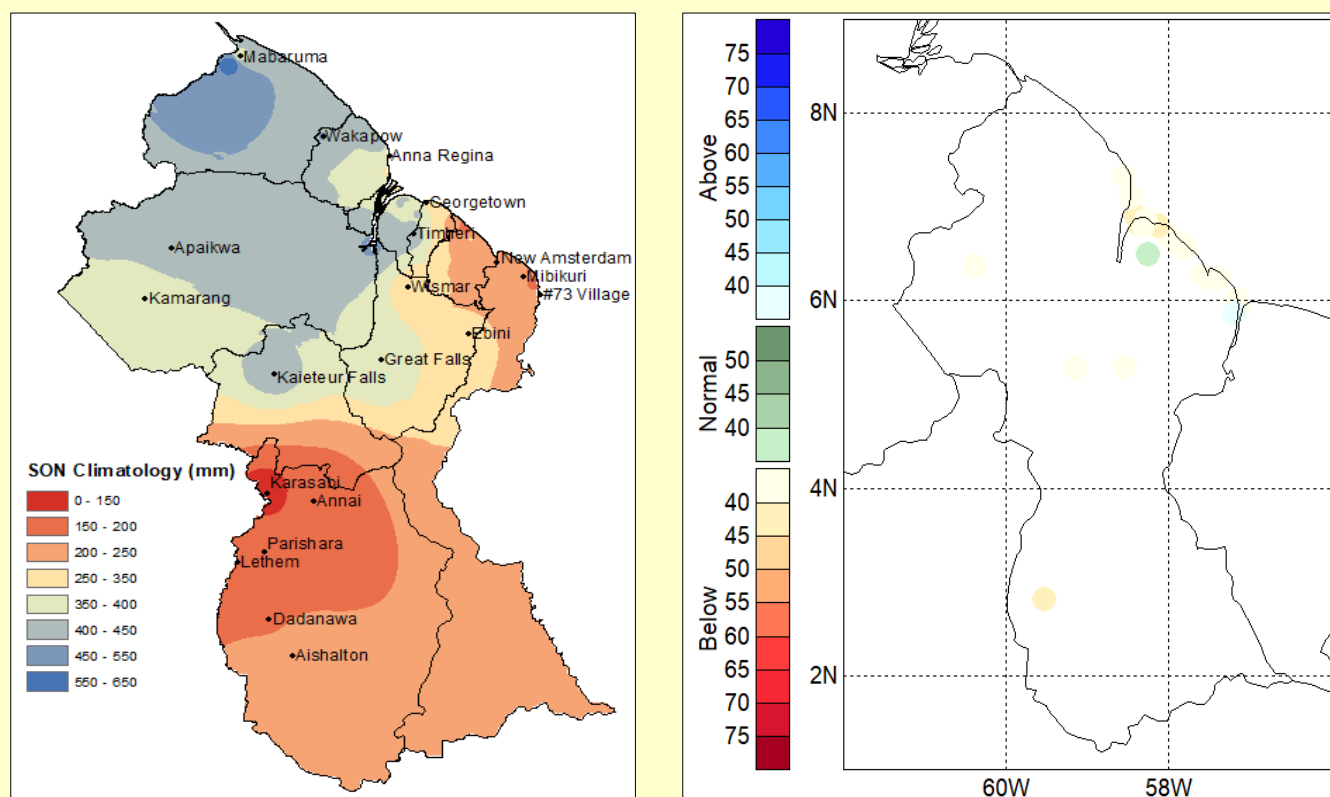 Mabaruma
Wakapow
Anna Regina
Georgetown
Timheri
Apaikwa
New Amsterdam
Mibikuri
Kamarang
Wismar
#73 Village
Ebini
Great Falls
Kaieteur Falls
SON Climatology (mm)
Karasabi
0 - 150
Annai
150 - 200
200 - 250
Parishara
250 - 350
Lethem
350 - 400
400 - 450
Dadanawa
450 - 550
Aishalton
550 - 650
Above
75
70
65
60
55
50
45
40
Normal
50
45
40
Below
40
45
50
55
60
65
70
75
8N
6N
4N
2N
60W
58W